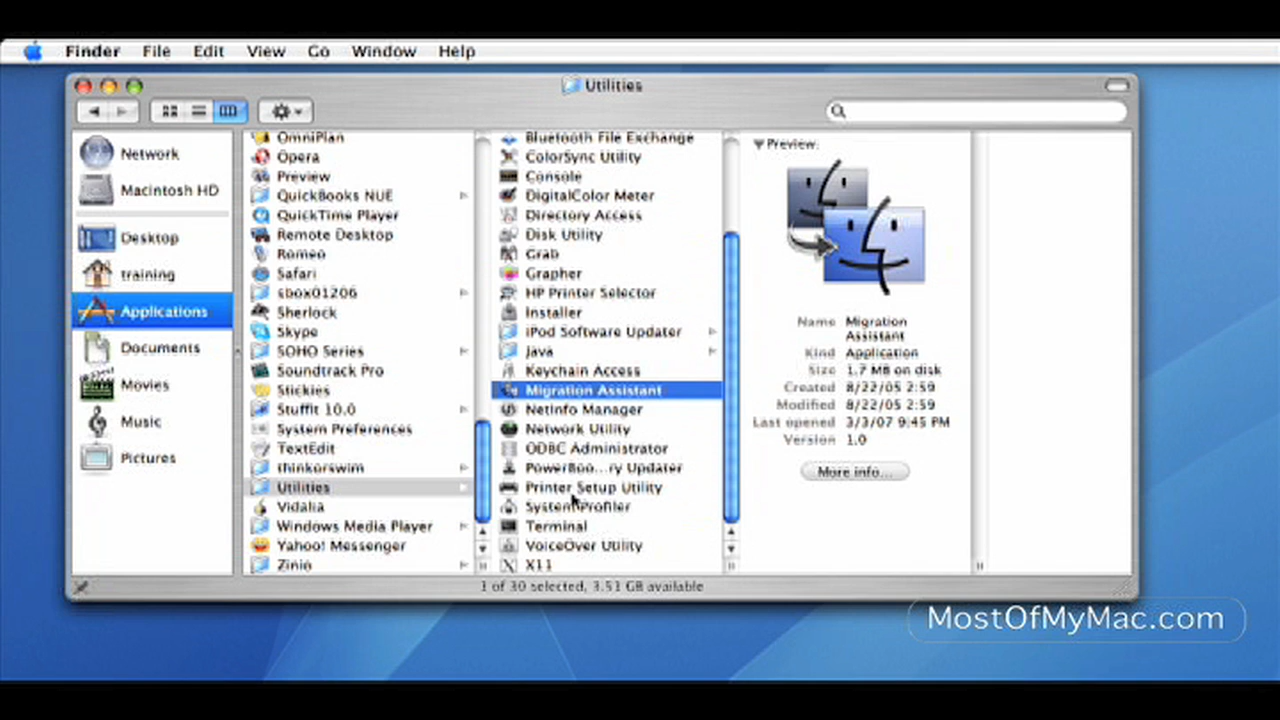 Finder File Edit View Go Window Help
Utilities
Network
Macintosh HD
Desktop
training
Applications
Documents
Movies
Music
Pictures
OmniPlan
Opera
Preview
QuickBooks NUE
QuickTime Player
Remote Desktop
Romeo
Safari
sbox01206
Sherlock
Skype
SOHO Series
Soundtrack Pro
Stickies
StuffIt 10.0
System Preferences
TextEdit
thinkorswim
Utilities
Vidalia
Windows Media Player
Yahoo! Messenger
Zinio
Bluetooth File Exchange
ColorSync Utility
Console
DigitalColor Meter
Directory Access
Disk Utility
Grab
Grapher
HP Printer Selector
Installer
iPod Software Updater
Java
Keychain Access
Migration Assistant
NetInfo Manager
Network Utility
ODBC Administrator
PowerBoo...ry Updater
Printer Setup Utility
System Profiler
Terminal
VoiceOver Utility
X11
Preview:
Name Migration
Assistant
Kind Application
Size 1.7 MB on disk
Created 8/22/05 2:59
Modified 8/22/05 2:59
Last opened 3/3/07 9:45 PM
Version 1.0
More info...
1 of 30 selected, 3.51 GB available
MostOfMyMac.com